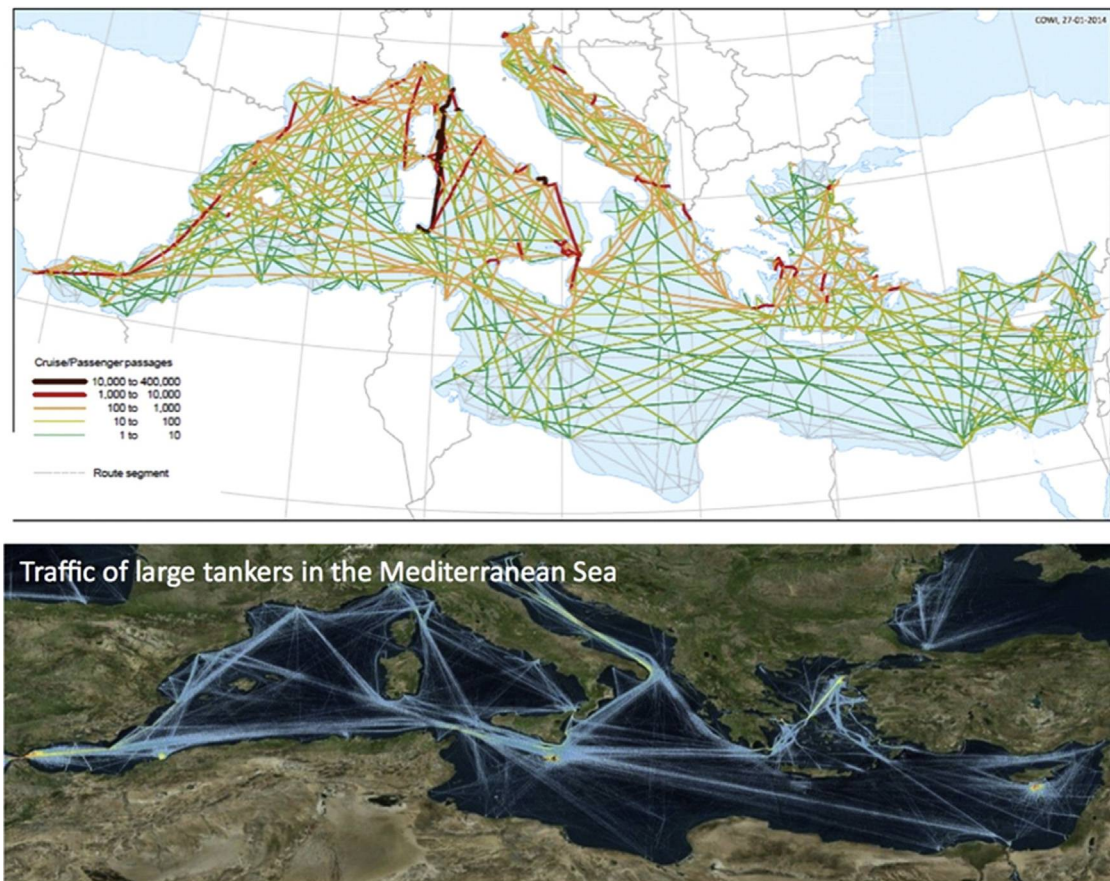 COWI, 27-01-2014
Cruise/Passenger passages
10,000 to 400,000
1,000 to 10,000
100 to 1,000
10 to 100
1 to 10
Route segment
Traffic of large tankers in the Mediterranean Sea